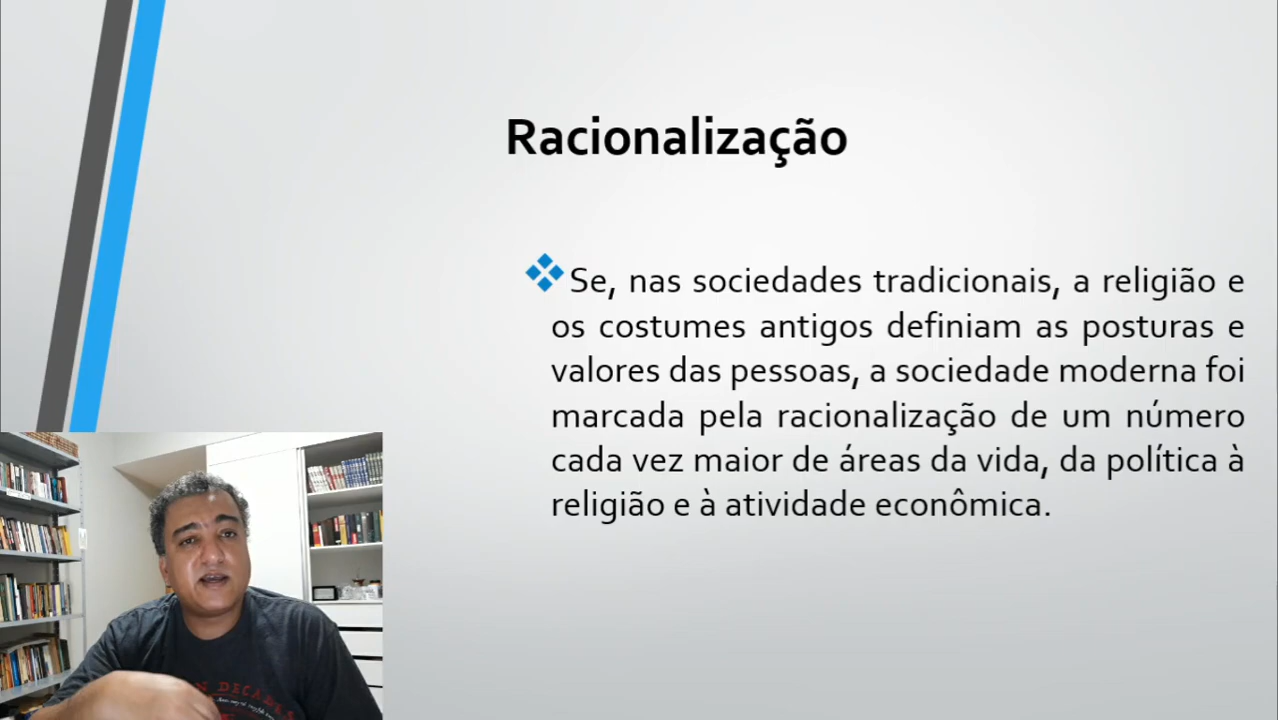 Racionalização
Se, nas sociedades tradicionais, a religião e
os costumes antigos definiam as posturas e
valores das pessoas, a sociedade moderna foi
marcada pela racionalização de um número
cada vez maior de áreas da vida, da política à
religião e à atividade econômica.